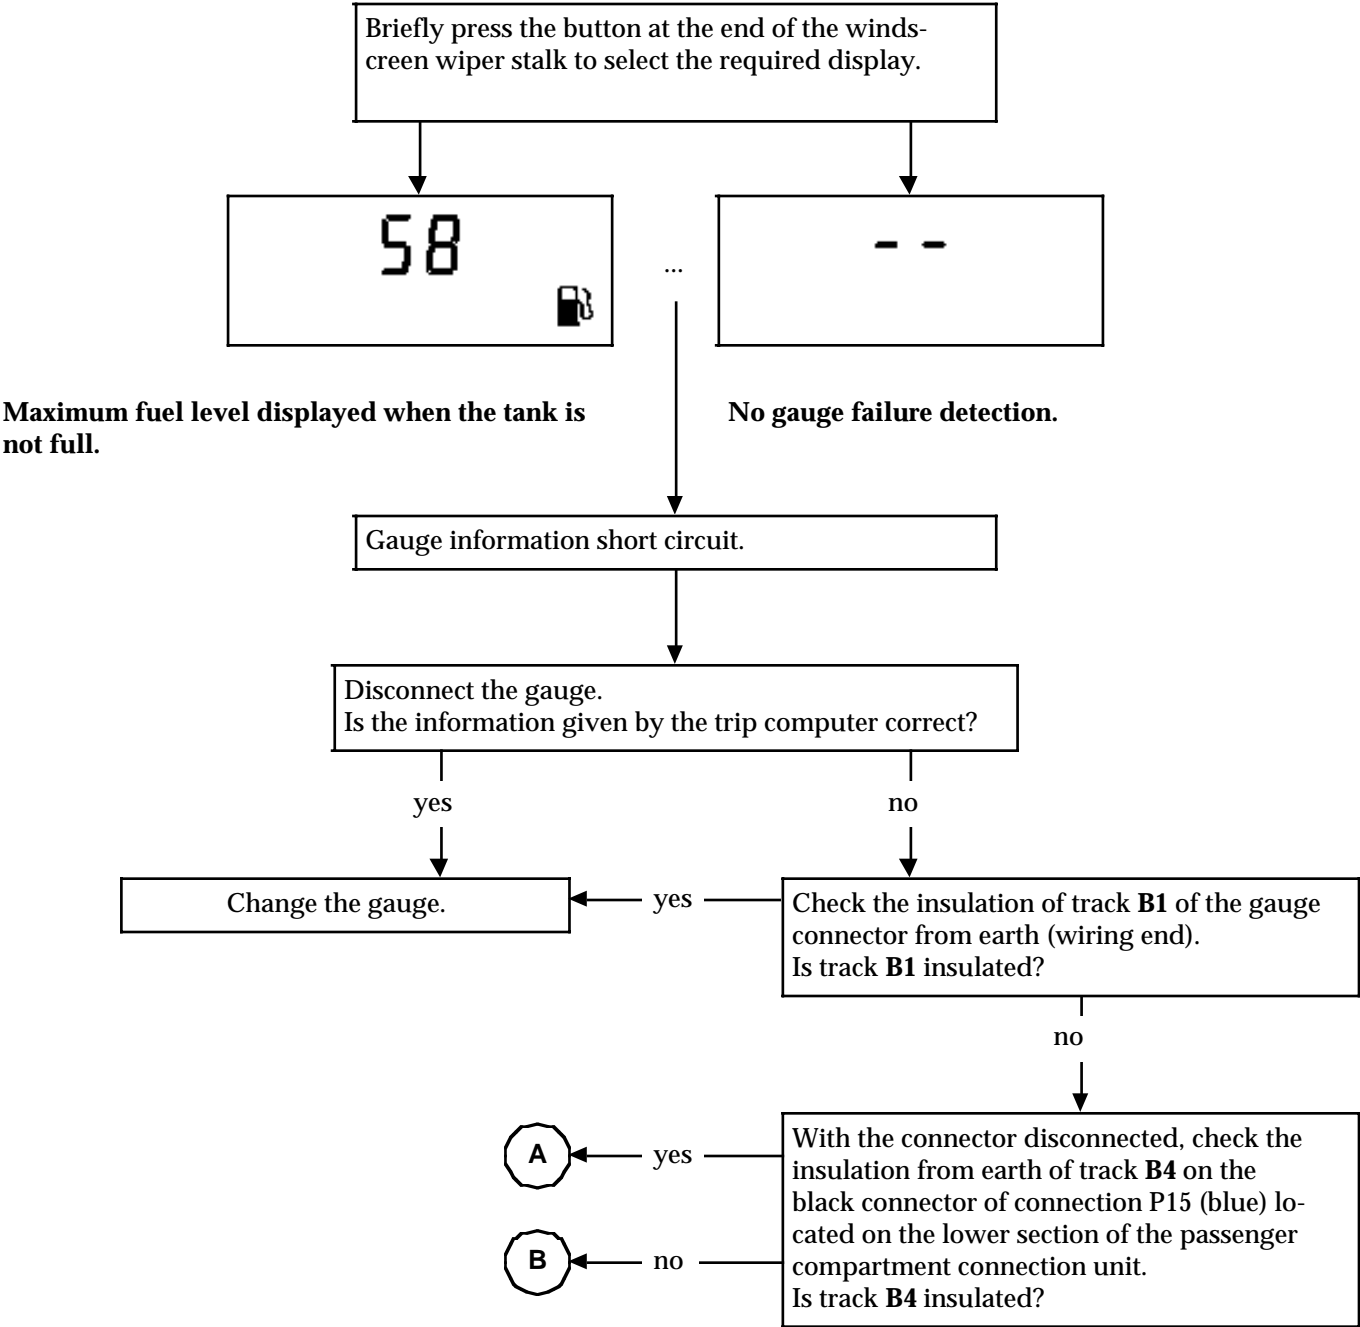 Briefly press the button at the end of the winds-
creen wiper stalk to select the required display.
58
...
- -
Maximum fuel level displayed when the tank is
not full.
No gauge failure detection.
Gauge information short circuit.
Disconnect the gauge.
Is the information given by the trip computer correct?
yes
no
Change the gauge.
yes
Check the insulation of track B1 of the gauge
connector from earth (wiring end).
Is track B1 insulated?
no
A
yes
B
no
With the connector disconnected, check the
insulation from earth of track B4 on the
black connector of connection P15 (blue) lo-
cated on the lower section of the passenger
compartment connection unit.
Is track B4 insulated?